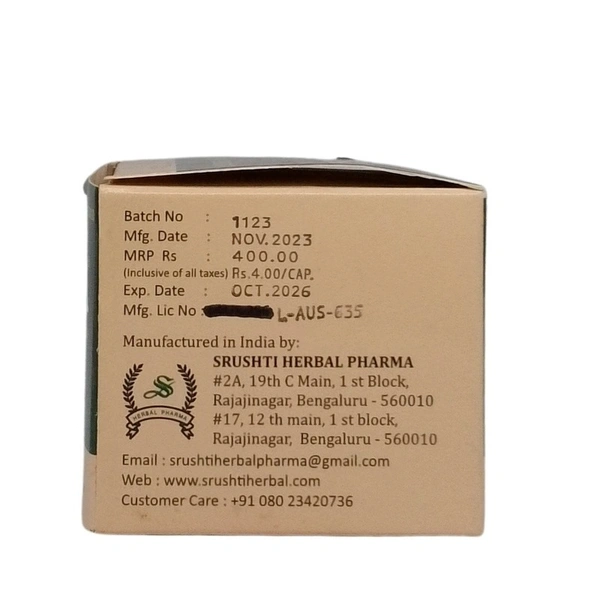 Batch No : 1123
Mfg. Date : NOV.2023
MRP Rs : 400.00
(Inclusive of all taxes) Rs.4.00/CAP.
Exp. Date : OCT.2026
Mfg. Lic No : L-AUS-635
Manufactured in India by:
SRUSHTI HERBAL PHARMA
#2A, 19th C Main, 1 st Block,
Rajajinagar, Bengaluru - 560010
#17, 12 th main, 1 st block,
Rajajinagar, Bengaluru - 560010
S
HERBAL PHARMA
Email : srushtiherbalpharma@gmail.com
Web : www.srushtiherbal.com
Customer Care : +91 080 23420736